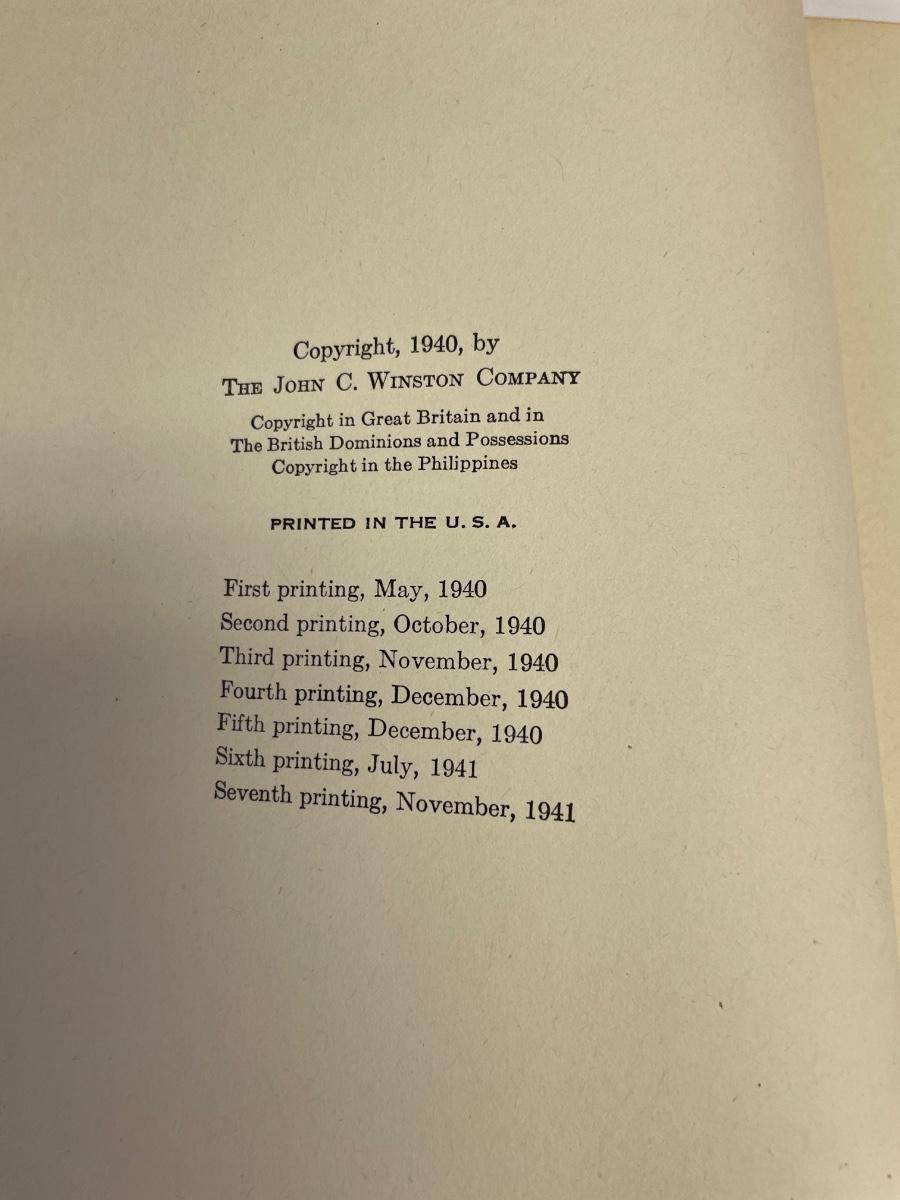 Copyright, 1940, by
THE JOHN C. WINSTON COMPANY
Copyright in Great Britain and in
The British Dominions and Possessions
Copyright in the Philippines
PRINTED IN THE U. S. A.
First printing, May, 1940
Second printing, October, 1940
Third printing, November, 1940
Fourth printing, December, 1940
Fifth printing, December, 1940
Sixth printing, July, 1941
Seventh printing, November, 1941